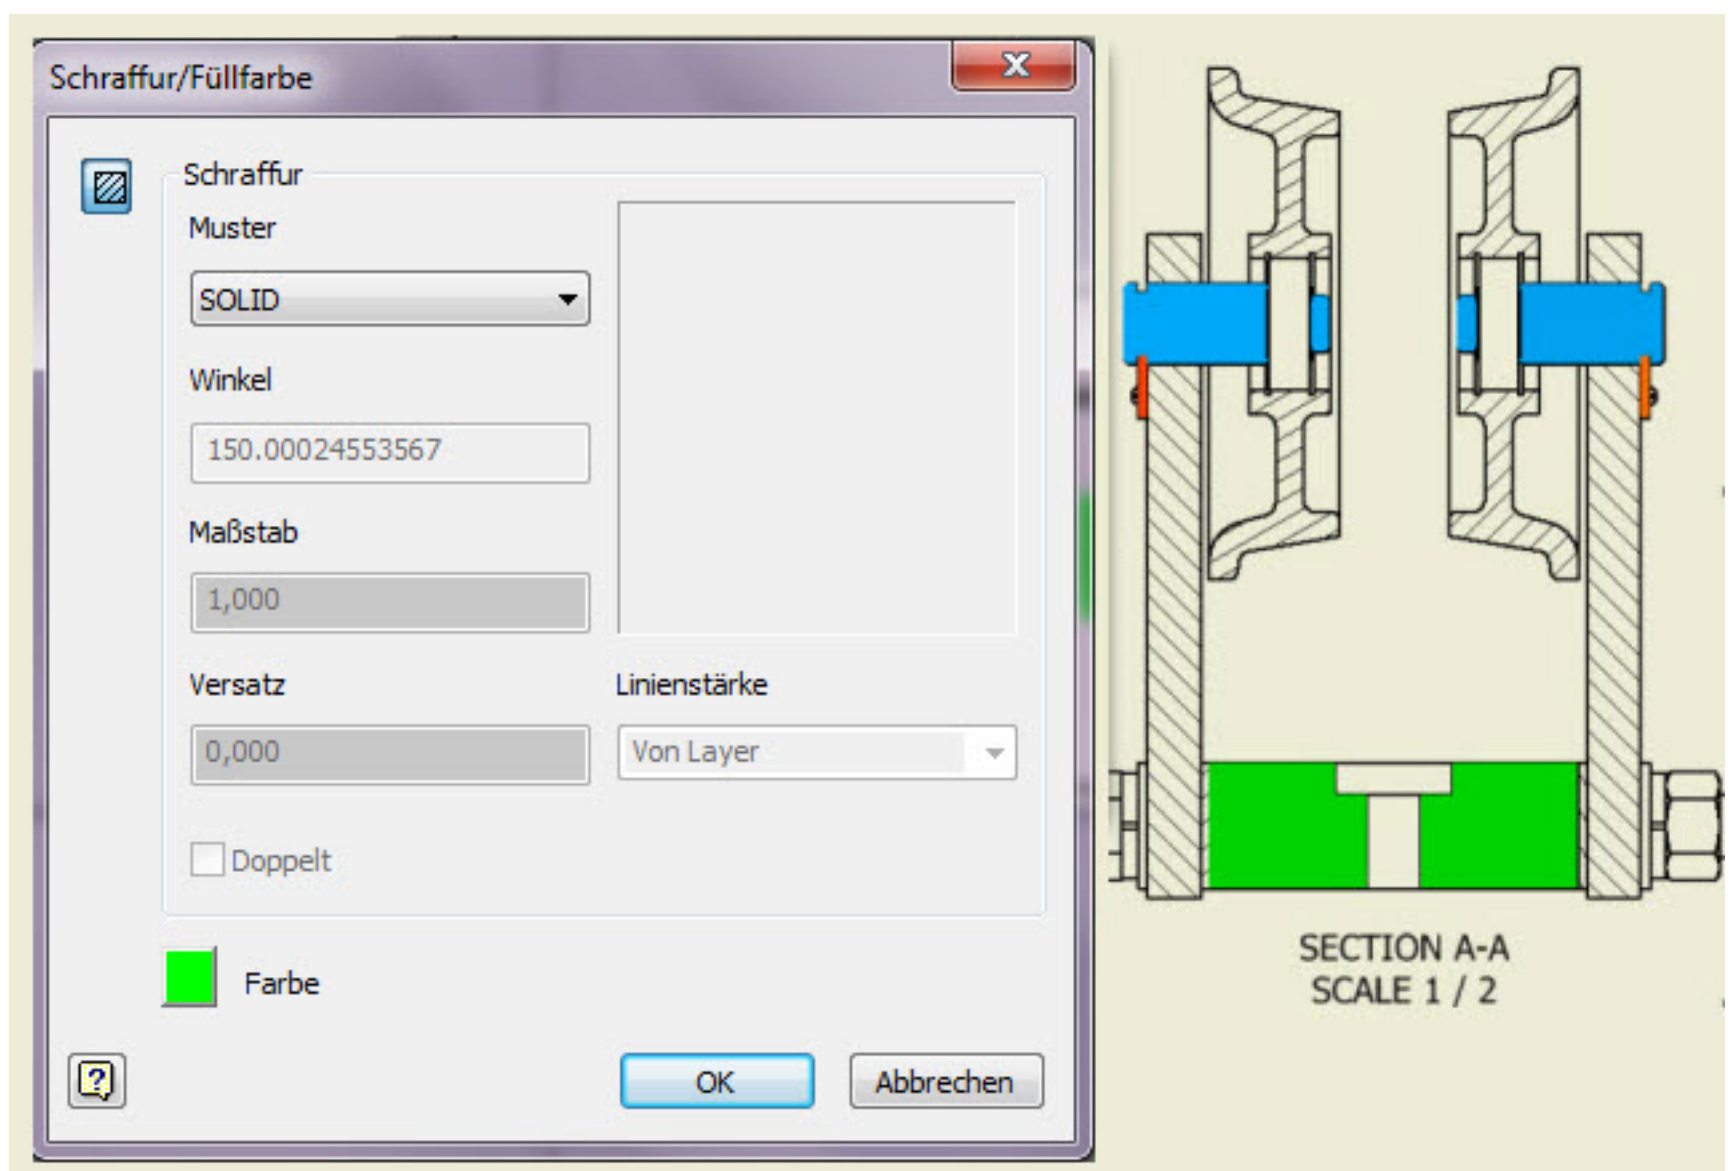 Schraffur/Füllfarbe
Schraffur
Muster
SOLID
Winkel
150.00024553567
Maßstab
1,000
Versatz
Linienstärke
0,000
Von Layer
Doppelt
Farbe
OK
Abbrechen
SECTION A-A
SCALE 1 / 2